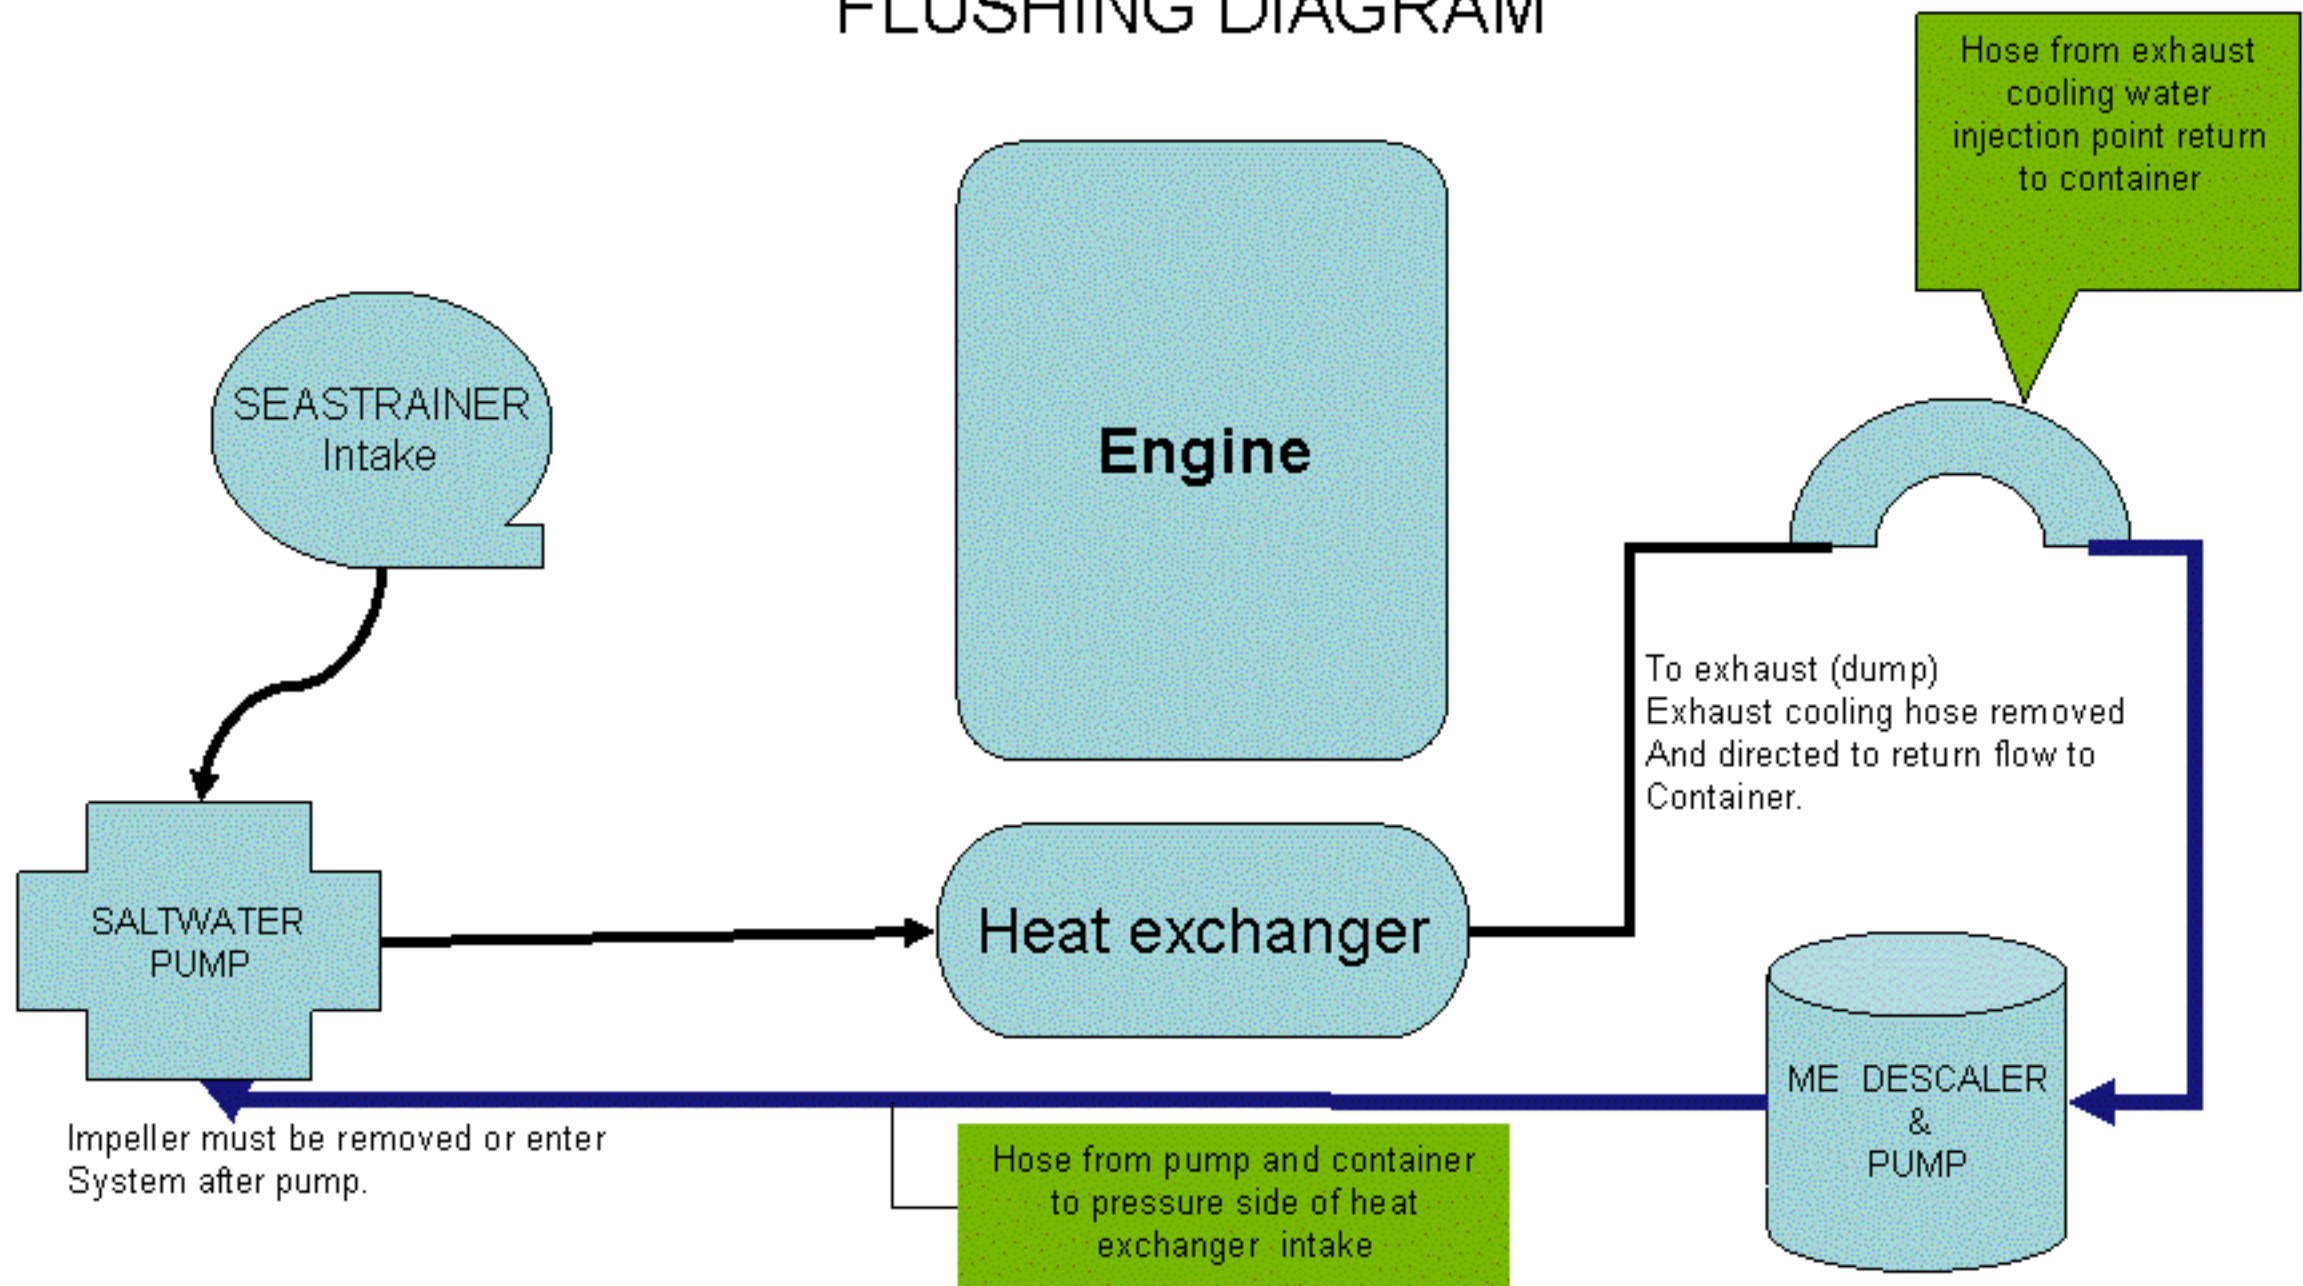 FLUSHING DIAGRAM
Hose from exhaust
cooling water
injection point return
to container
SEASTRAINER
Intake
Engine
To exhaust (dump)
Exhaust cooling hose removed
And directed to return flow to
Container.
SALTWATER
PUMP
Heat exchanger
ME DESCALER
&
PUMP
Impeller must be removed or enter
System after pump.
Hose from pump and container
to pressure side of heat
exchanger intake